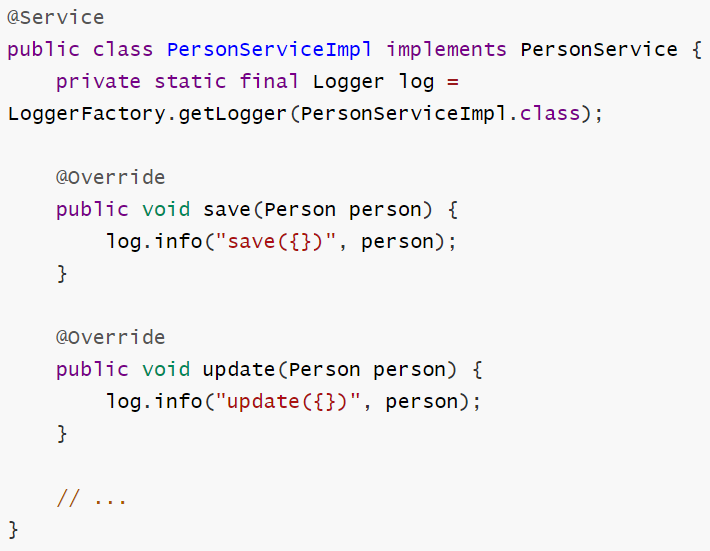 @Service
public class PersonServiceImpl implements PersonService {
    private static final Logger log =
LoggerFactory.getLogger(PersonServiceImpl.class);

    @Override
    public void save(Person person) {
        log.info("save({})", person);
    }

    @Override
    public void update(Person person) {
        log.info("update({})", person);
    }

    // ...
}